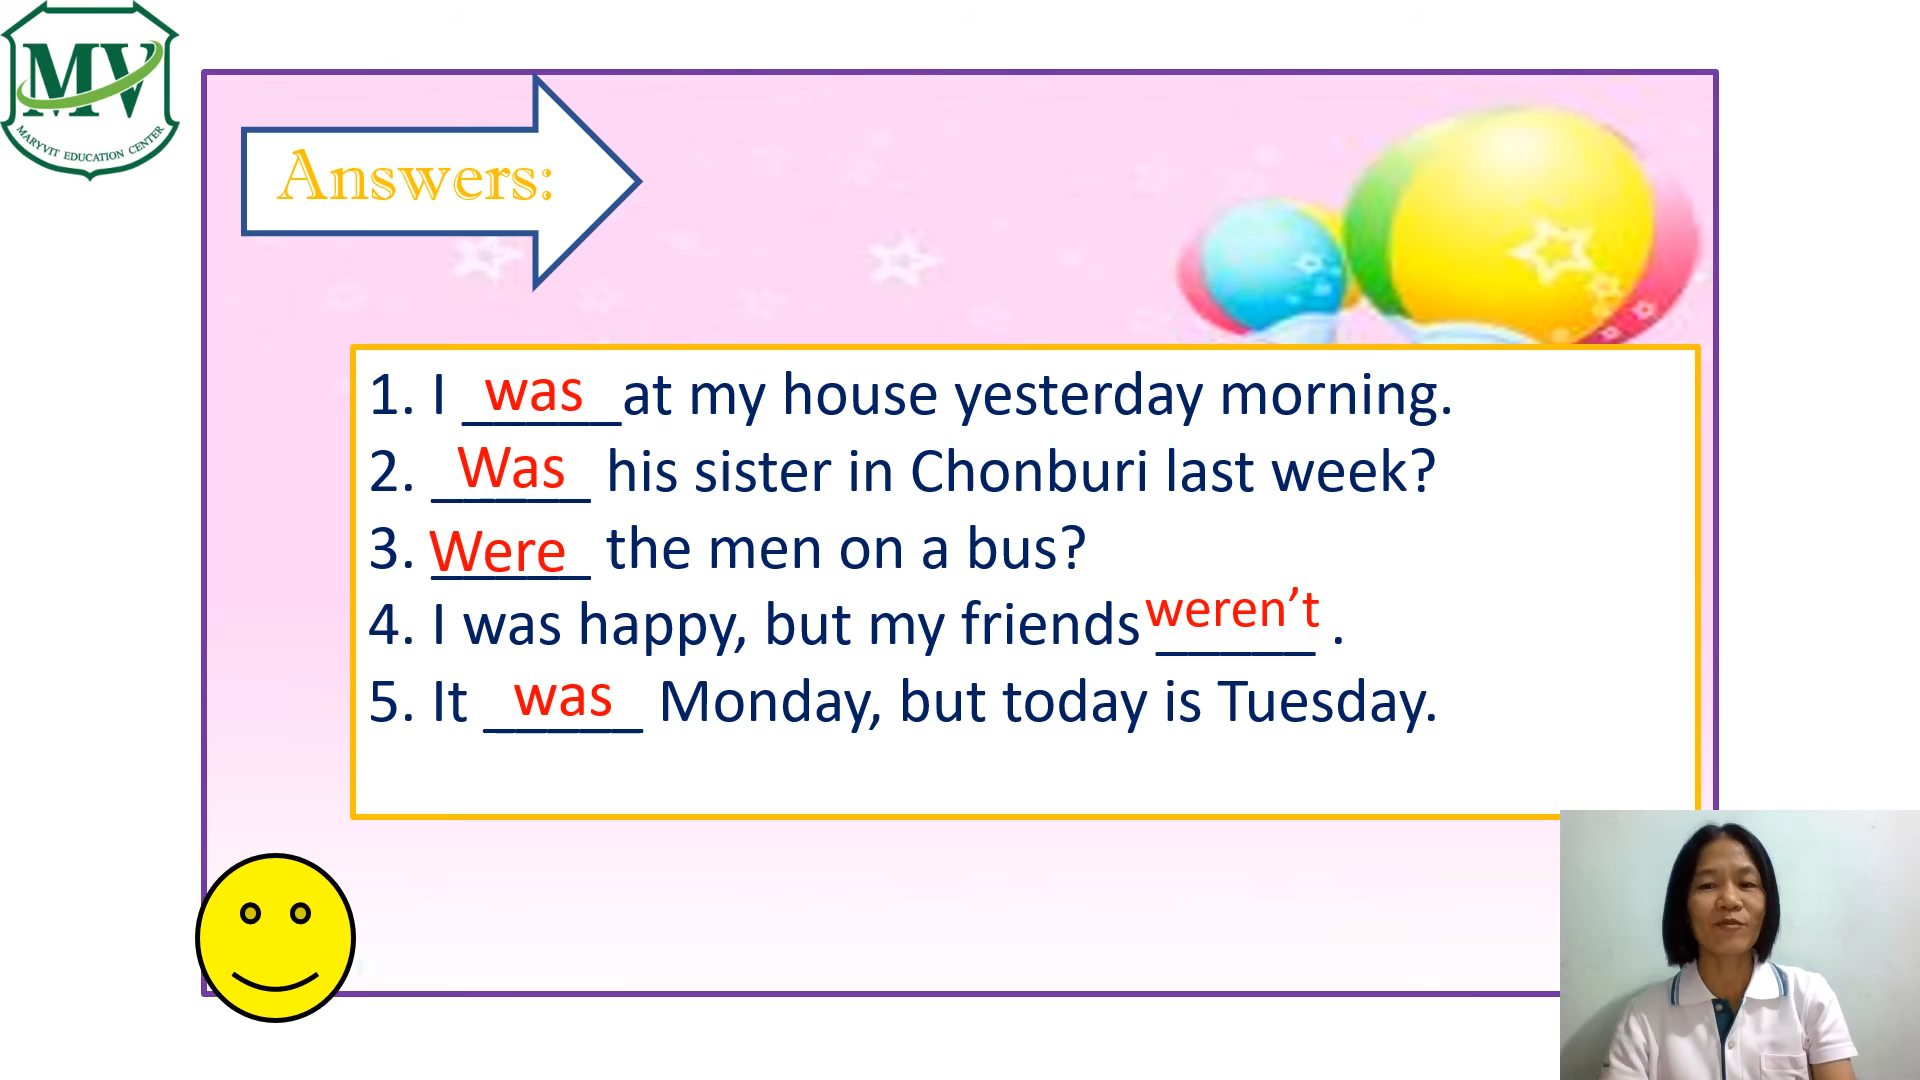 MV
MARYVIT EDUCATION CENTER
Answers:
1. I was at my house yesterday morning.
2. Was his sister in Chonburi last week?
3. Were the men on a bus?
4. I was happy, but my friends weren’t .
5. It was Monday, but today is Tuesday.